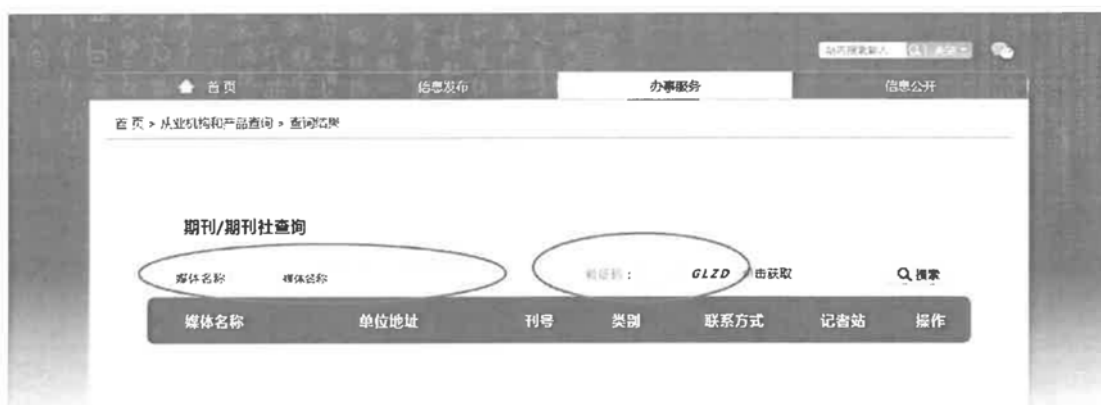 首页 信息发布 办事服务 信息公开
首页 > 从业机构和产品查询 > 查询结果
期刊/期刊社查询
媒体名称 媒体名称 验证码: GLZD 击获取 搜索
媒体名称 单位地址 刊号 类别 联系方式 记者站 操作